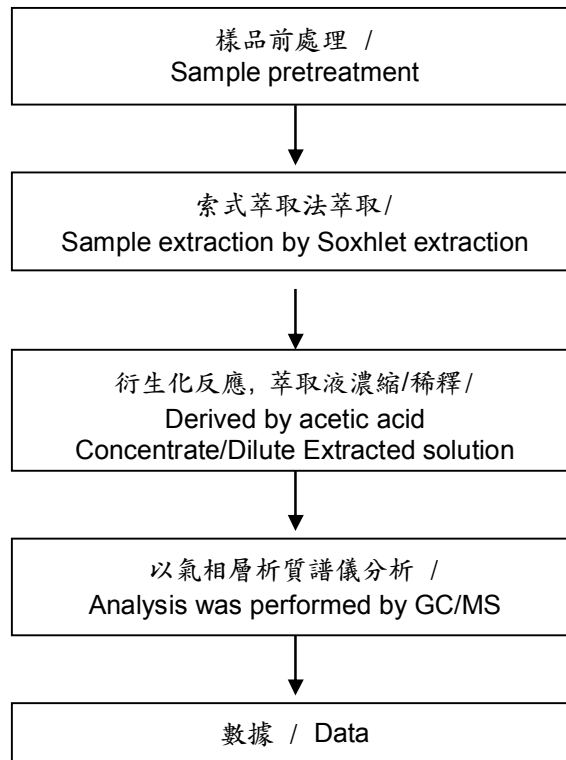 樣品前處理 /
Sample pretreatment
索式萃取法萃取/
Sample extraction by Soxhlet extraction
衍生化反應, 萃取液濃縮/稀釋/
Derived by acetic acid
Concentrate/Dilute Extracted solution
以氣相層析質譜儀分析 /
Analysis was performed by GC/MS
數據 / Data